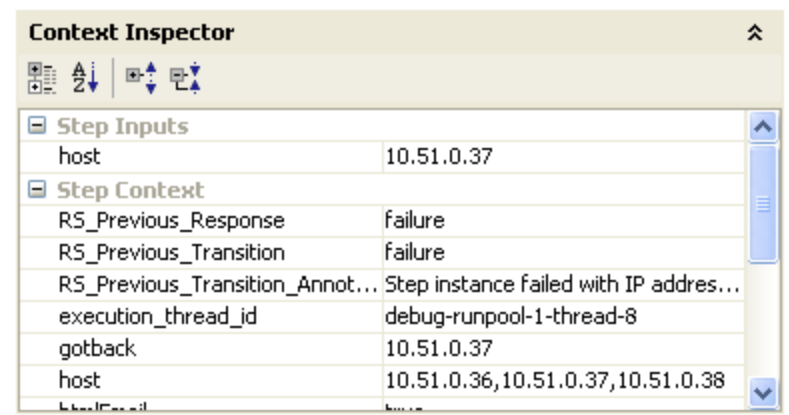 Context Inspector
Step Inputs
host 10.51.0.37
Step Context
RS_Previous_Response failure
RS_Previous_Transition failure
RS_Previous_Transition_Annot... Step instance failed with IP addres...
execution_thread_id debug-runpool-1-thread-8
gotback 10.51.0.37
host 10.51.0.36,10.51.0.37,10.51.0.38